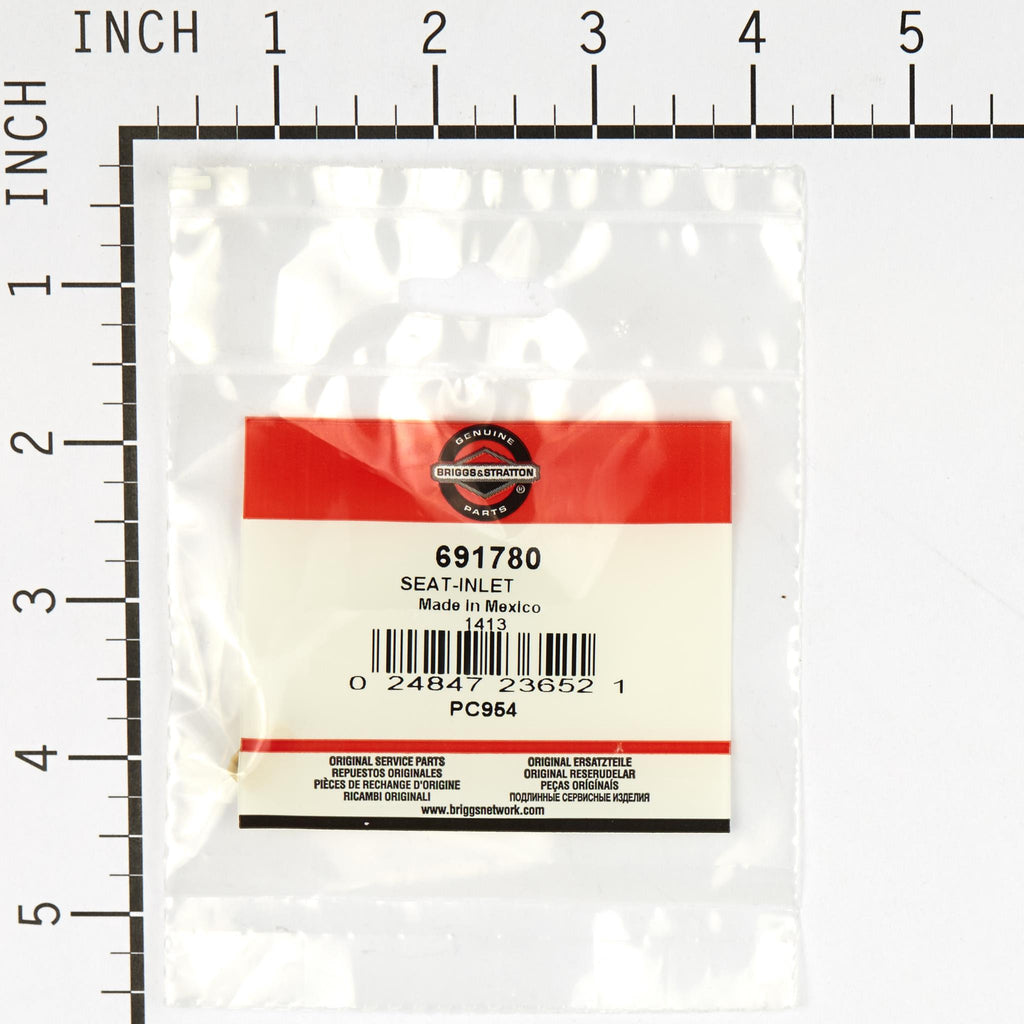 INCH 1 2 3 4 5
INCH
1
2
3
4
5
GENUINE
BRIGGS&STRATTON
®
PARTS
691780
SEAT-INLET
Made in Mexico
1413
0 24847 23652 1
PC954
ORIGINAL SERVICE PARTS
REPUESTOS ORIGINALES
PIÈCES DE RECHANGE D'ORIGINE
RICAMBI ORIGINALI
ORIGINAL ERSATZTEILE
ORIGINAL RESERUDELAR
PEÇAS ORIGÍNAIS
ПОДЛИННЫЕ СЕРВИСНЫЕ ИЗДЕЛИЯ
www.briggsnetwork.com